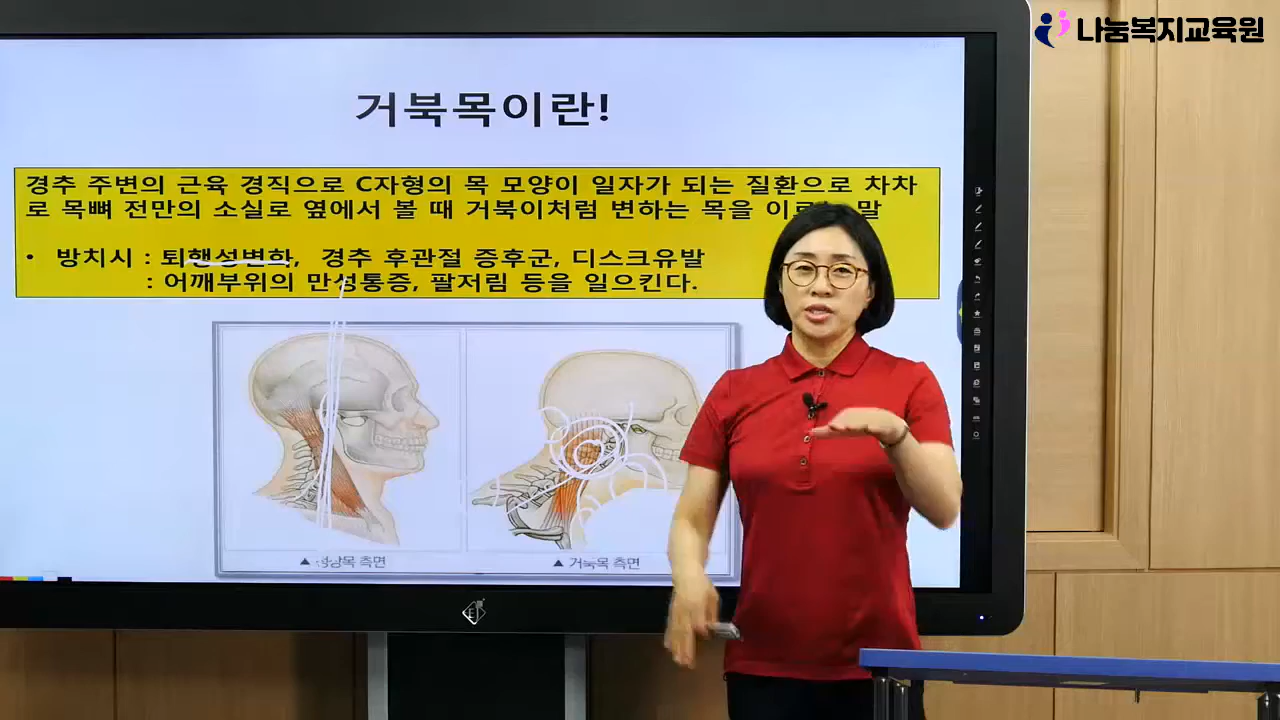 나눔복지교육원
거북목이란!
경추 주변의 근육 경직으로 C자형의 목 모양이 일자가 되는 질환으로 차차
로 목뼈 전만의 소실로 옆에서 볼 때 거북이처럼 변하는 목을 말
• 방치시 : 퇴행성변화, 경추 후관절 증후군, 디스크유발
: 어깨부위의 만성통증, 팔저림 등을 일으킨다.
▲ 정상목 측면
▲ 거북목 측면